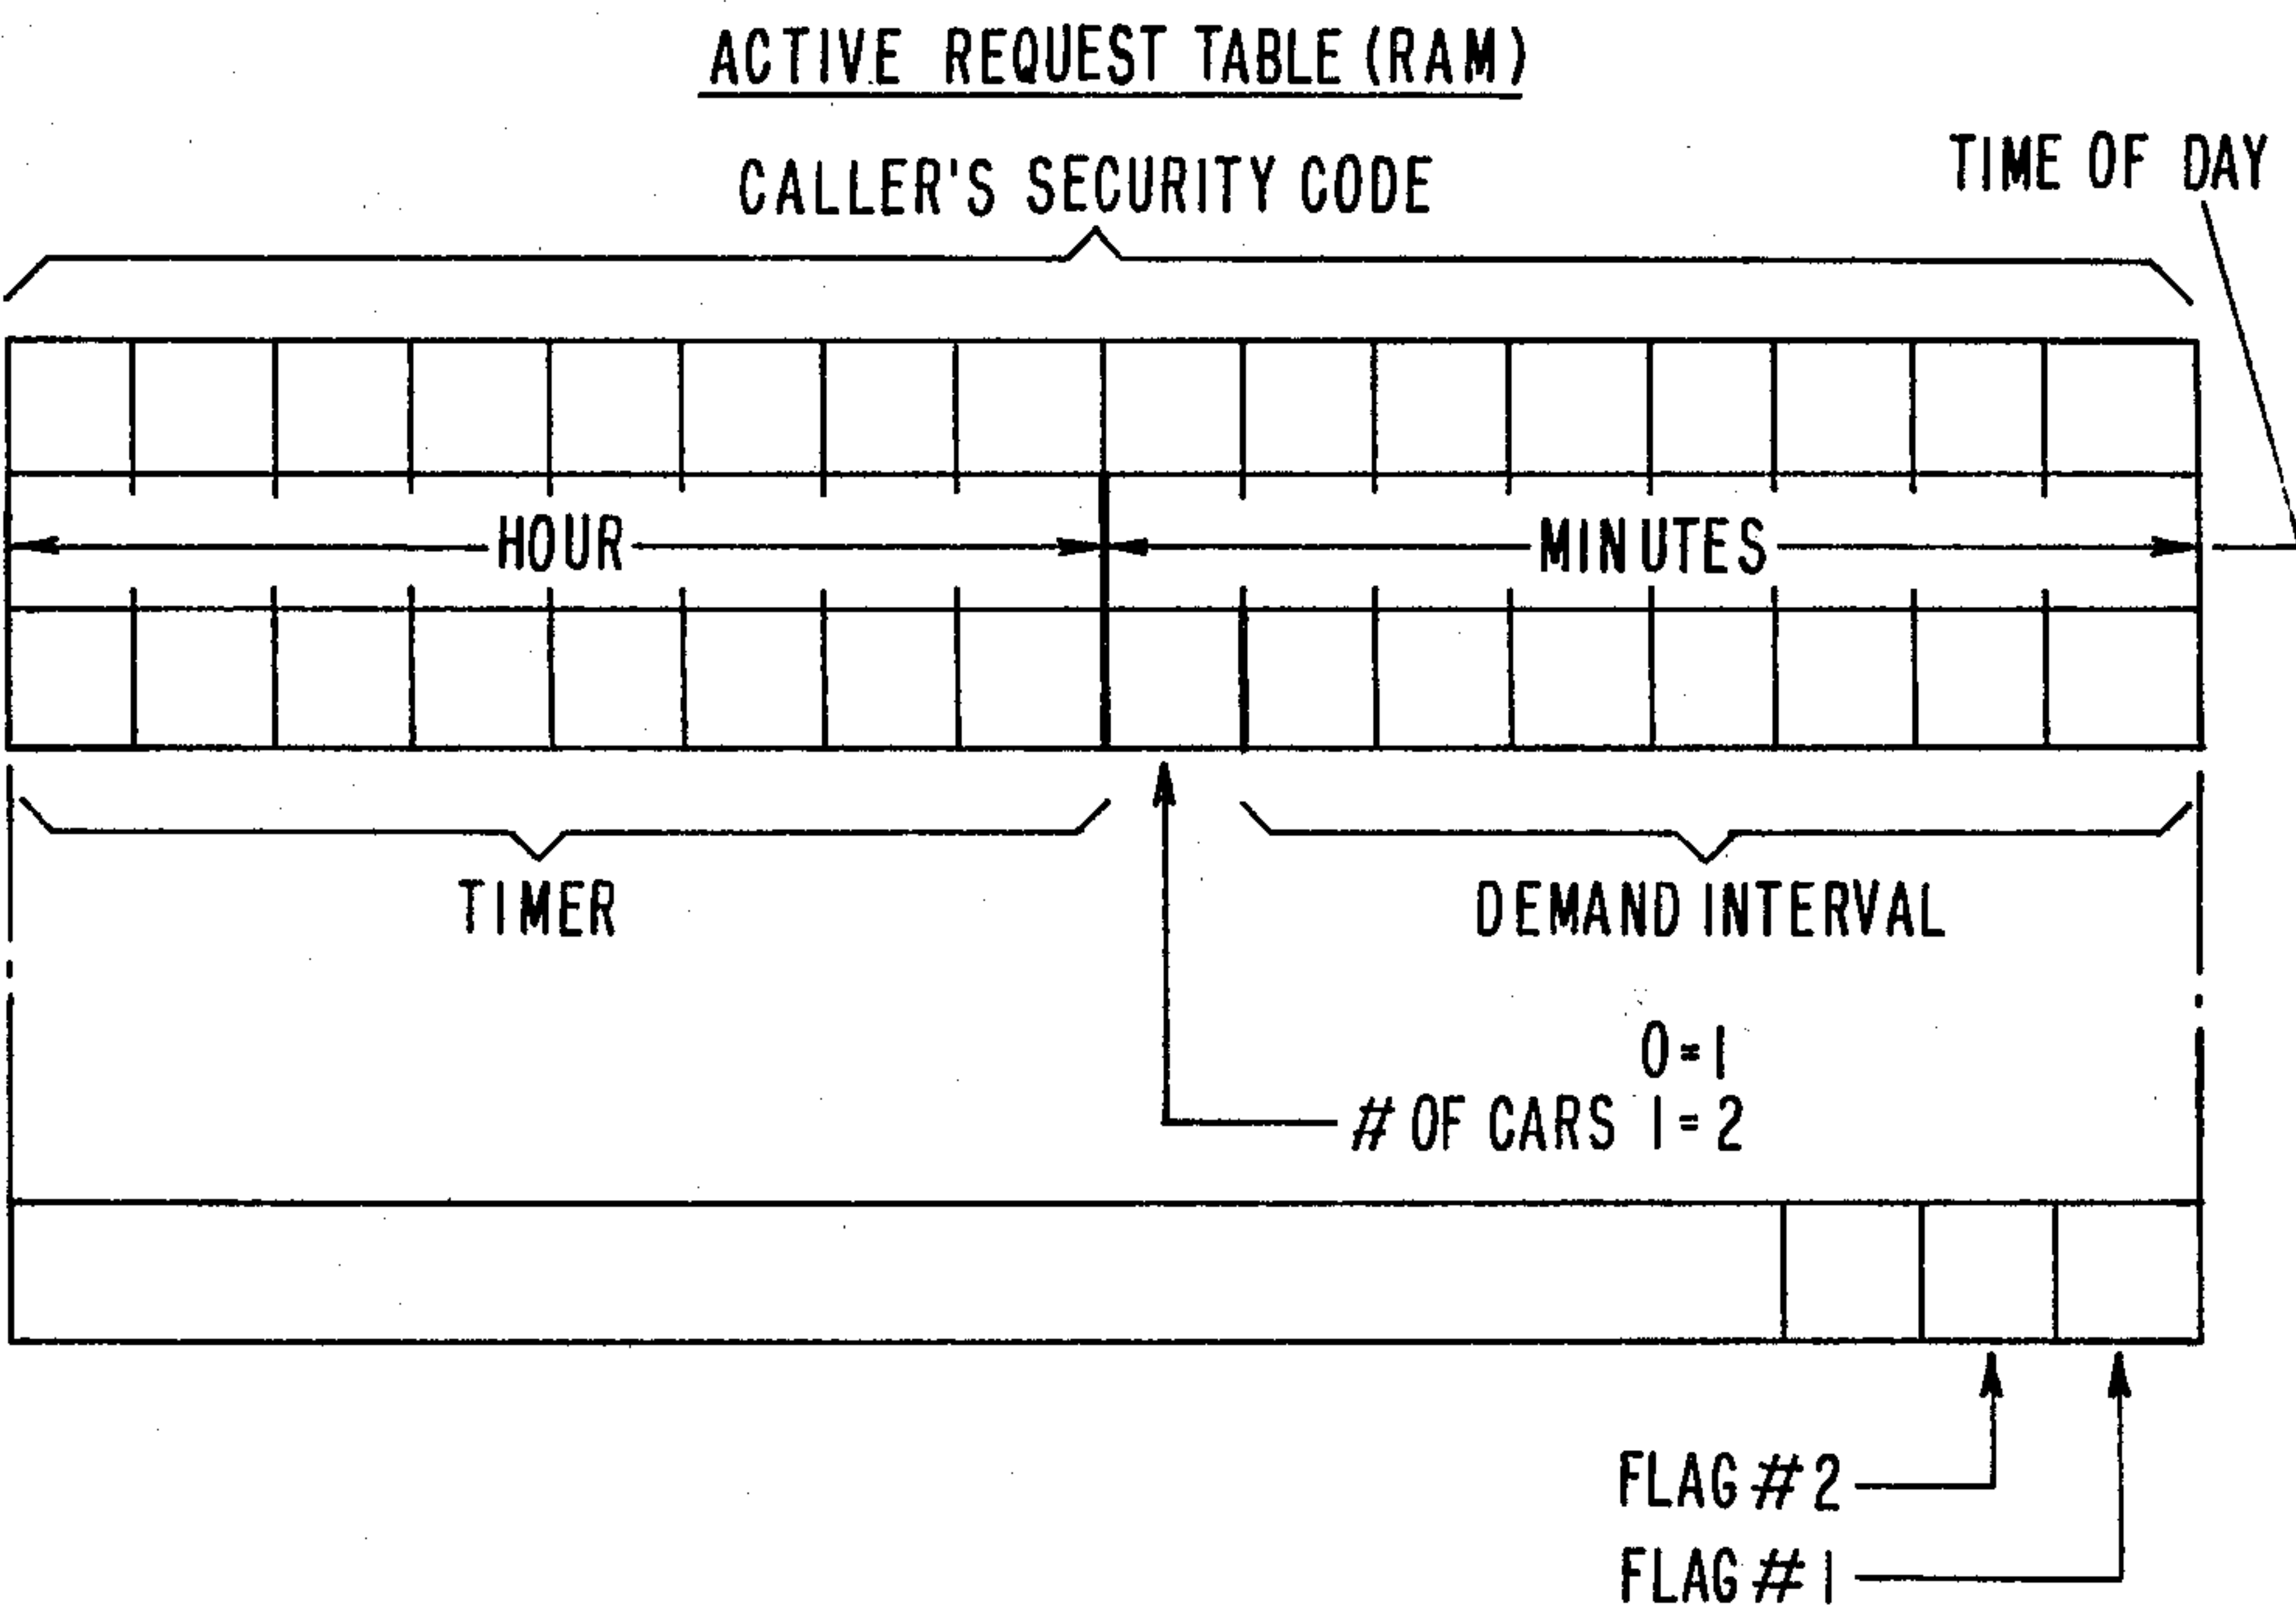 ACTIVE REQUEST TABLE (RAM)
CALLER'S SECURITY CODE
TIME OF DAY
HOUR
MINUTES
TIMER
DEMAND INTERVAL
0=1
# OF CARS 1=2
FLAG #2
FLAG #1